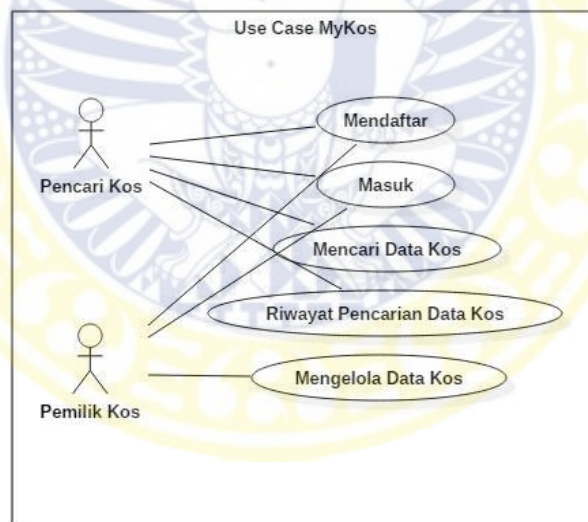 Use Case MyKos
Mendaftar
Pencari Kos
Masuk
Mencari Data Kos
Riwayat Pencarian Data Kos
Mengelola Data Kos
Pemilik Kos